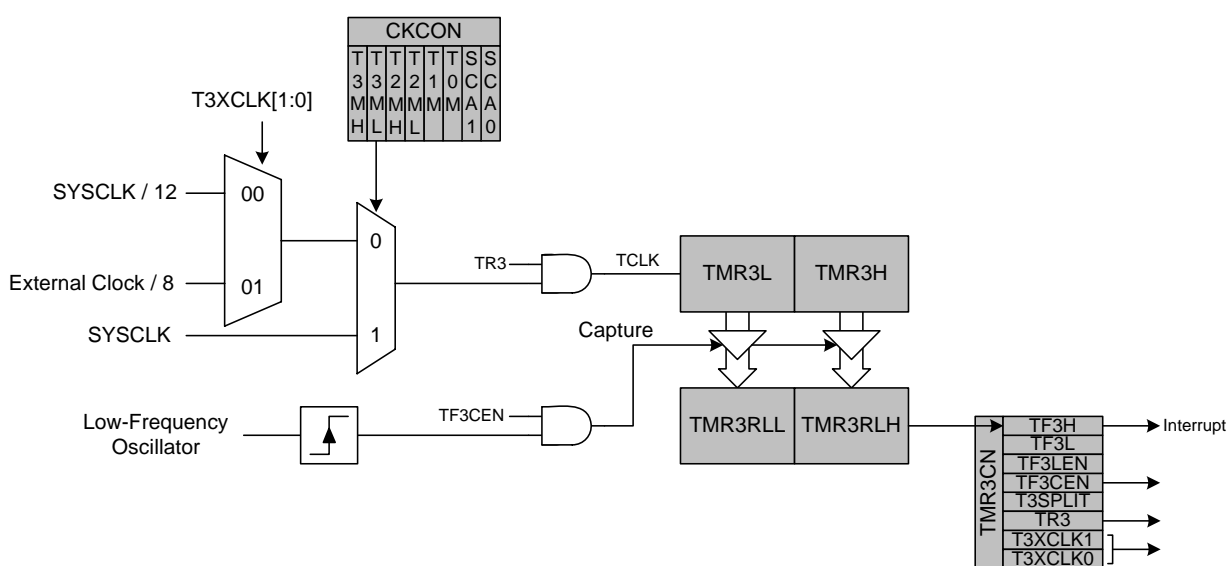 CKCON
T3MH T3ML T2MH T2ML T1M T0M SCA1 SCA0
T3XCLK[1:0]
SYSCLK / 12
00
External Clock / 8
01
SYSCLK
0
1
TR3
TCLK
TMR3L
TMR3H
Capture
Low-Frequency
Oscillator
TF3CEN
TMR3RLL
TMR3RLH
TMR3CN
TF3H
TF3L
TF3LEN
TF3CEN
T3SPLIT
TR3
T3XCLK1
T3XCLK0
Interrupt